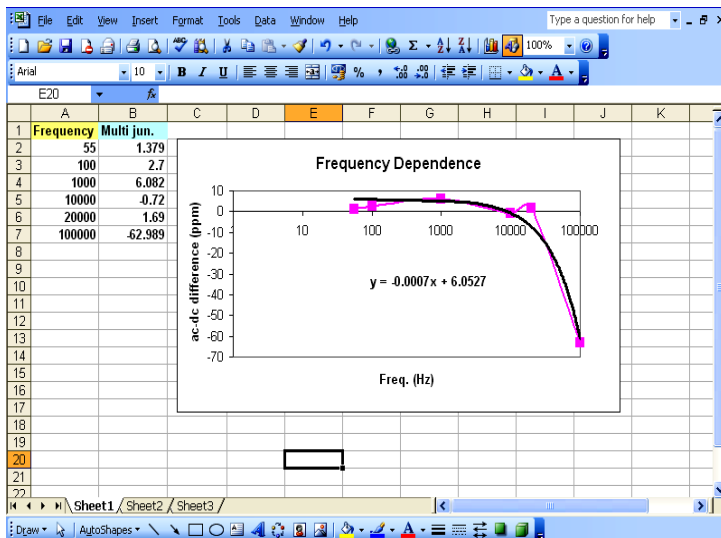 File Edit View Insert Format Tools Data Window Help Type a question for help
100%
Arial 10 B I U
E20 fx
A B C D E F G H I J K
1 Frequency Multi jun.
2 55 1.379
3 100 2.7
4 1000 6.082
5 10000 -0.72
6 20000 1.69
7 100000 -62.989
8
9
10
11
12
13
14
15
16
17
18
19
20
21
22
Frequency Dependence
ac-dc difference (ppm)
10
0
-10
-20
-30
-40
-50
-60
-70
10 100 1000 10000 100000
y = -0.0007x + 6.0527
Freq. (Hz)
Sheet1 Sheet2 Sheet3
Draw AutoShapes